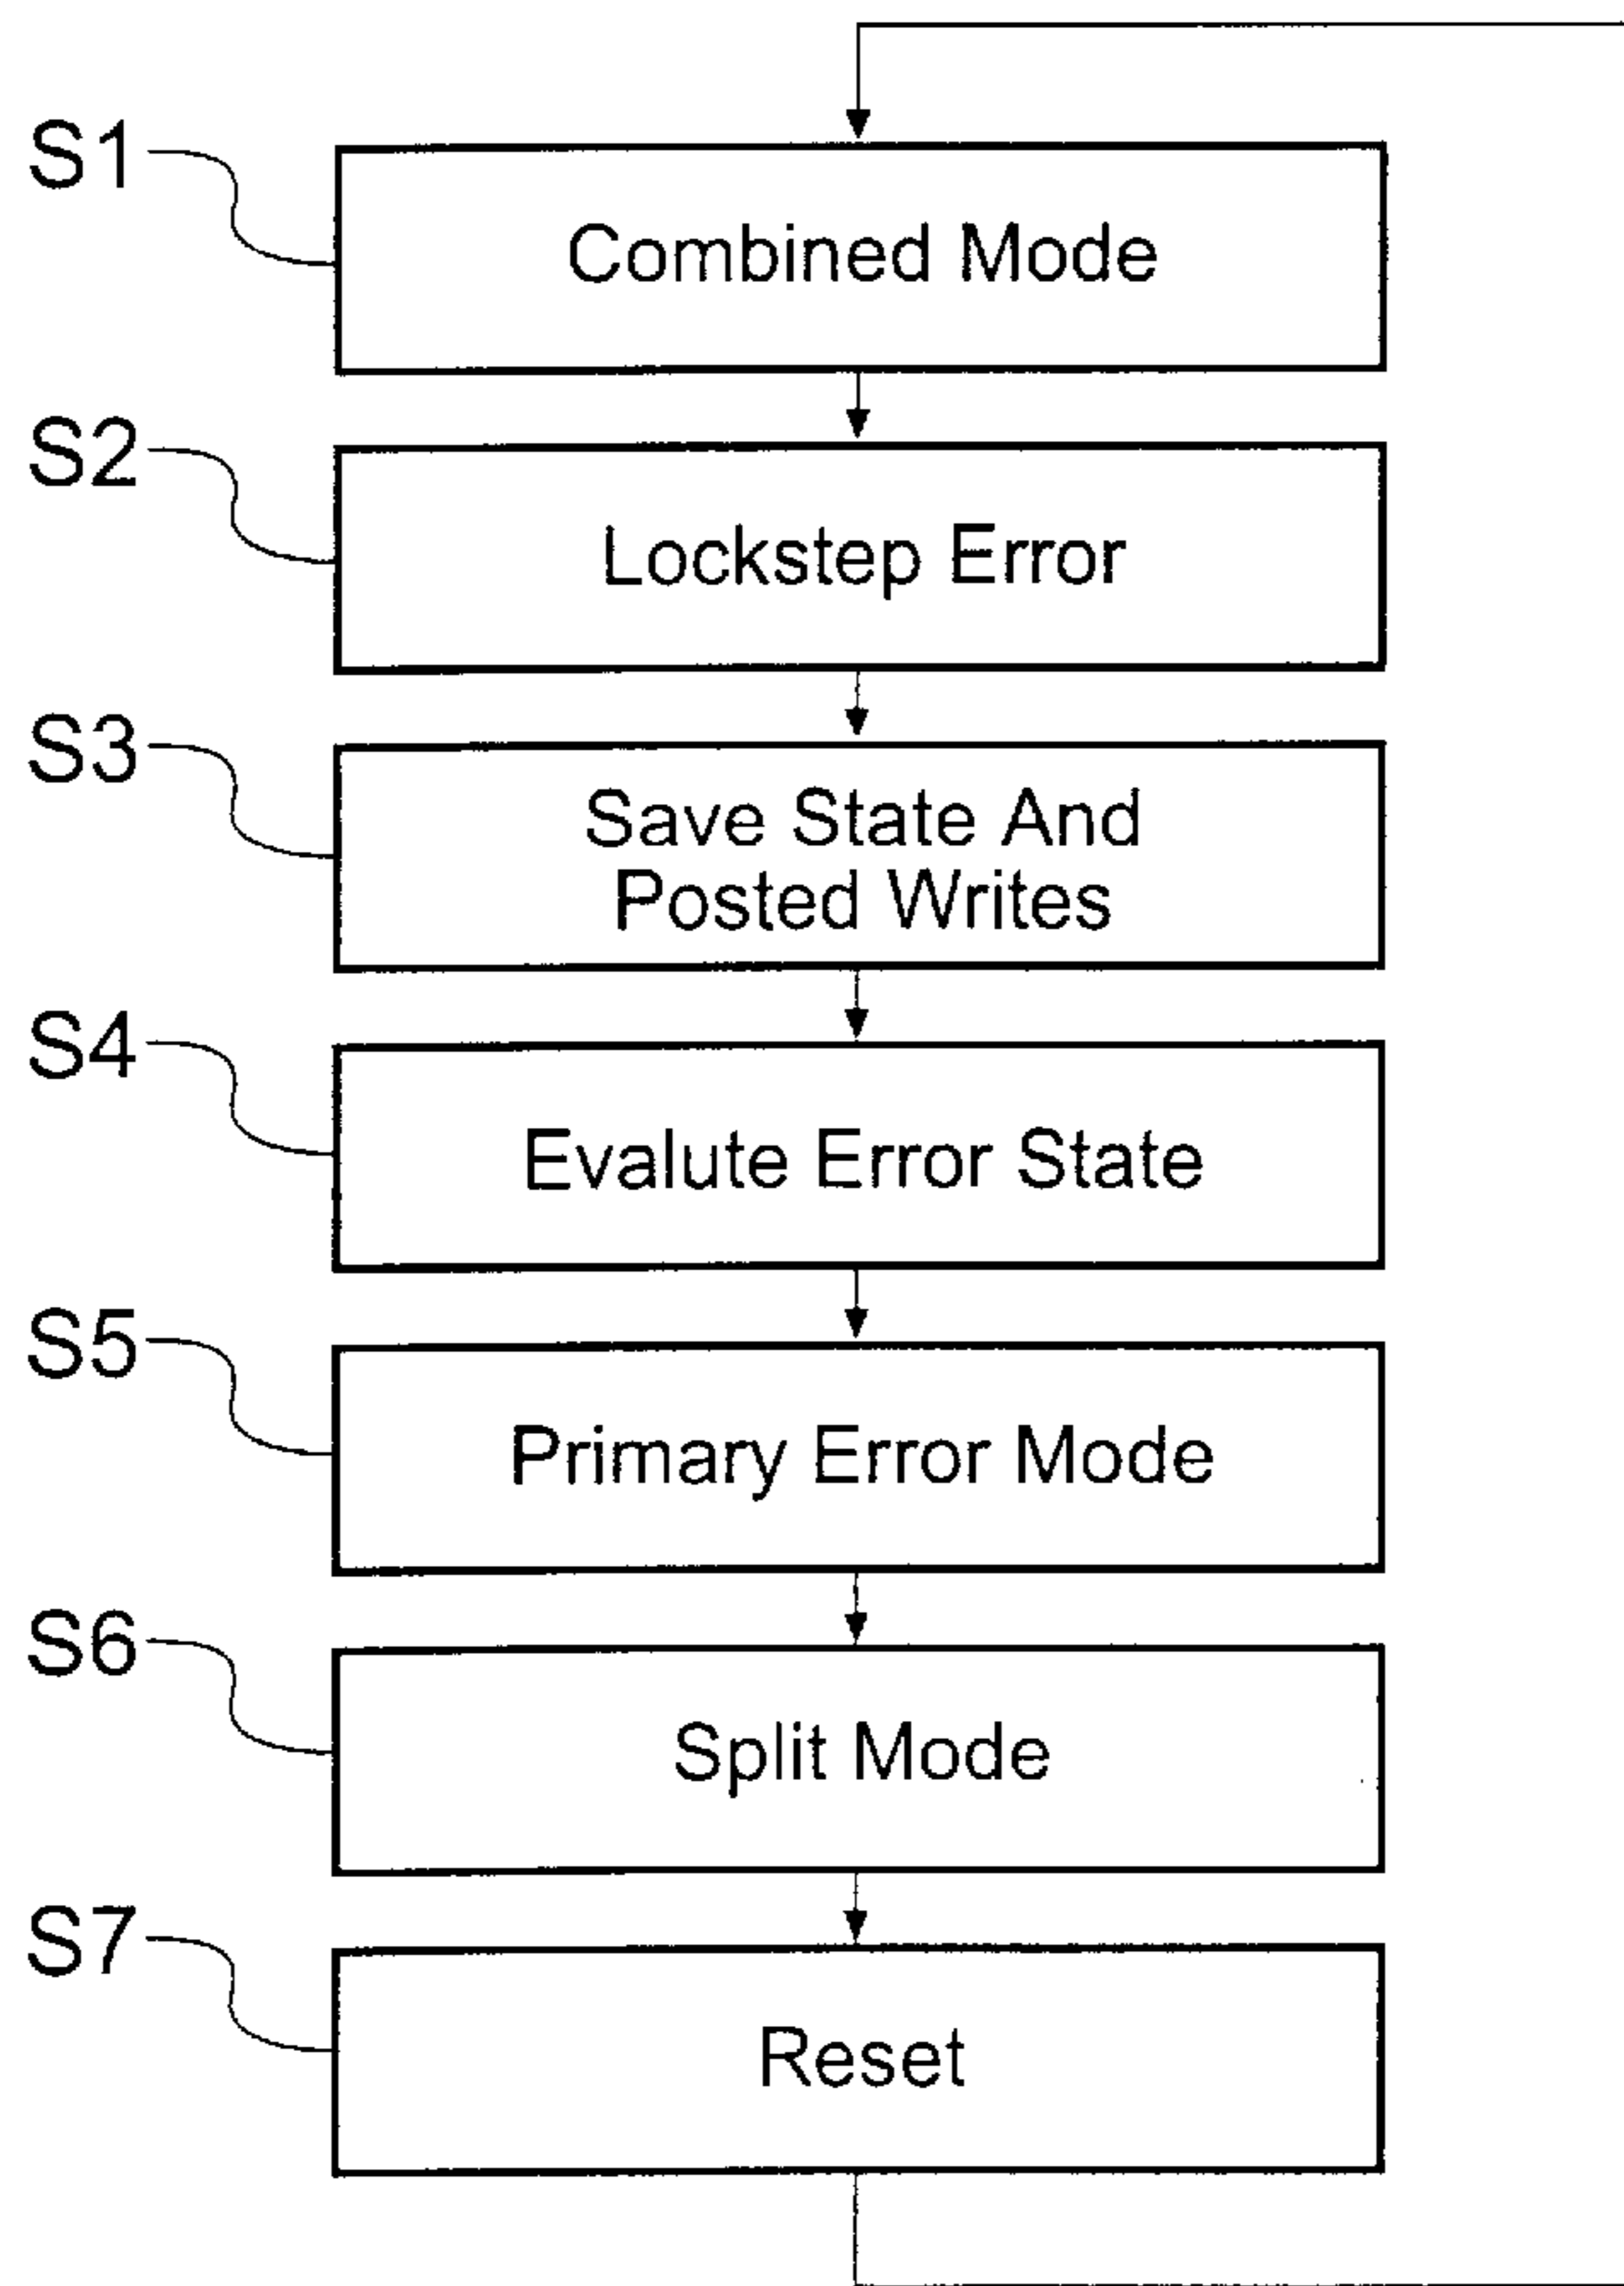 S1
Combined Mode
S2
Lockstep Error
S3
Save State And
Posted Writes
S4
Evalute Error State
S5
Primary Error Mode
S6
Split Mode
S7
Reset